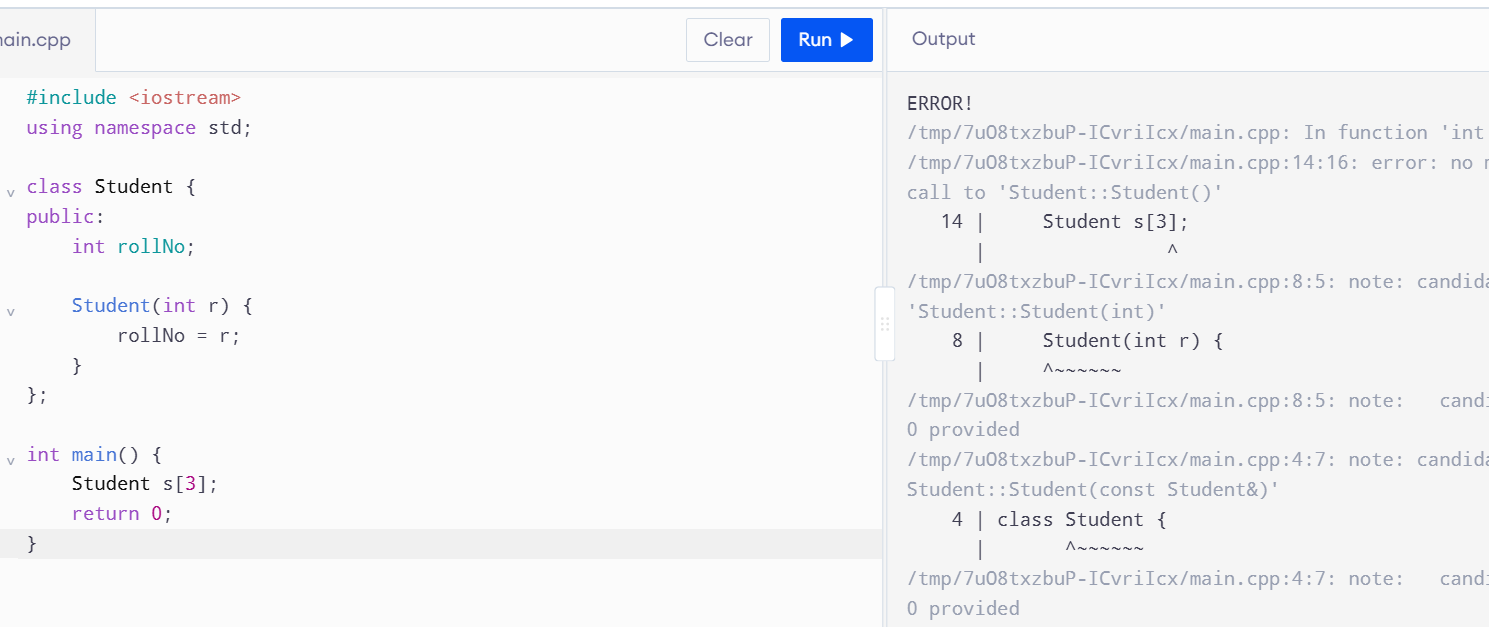 main.cpp
Clear
Run
#include <iostream>
using namespace std;
class Student {
public:
    int rollNo;
    Student(int r) {
        rollNo = r;
    }
};
int main() {
    Student s[3];
    return 0;
}
Output
ERROR!
/tmp/7uO8txzbuP-ICvriIcx/main.cpp: In function 'int
/tmp/7uO8txzbuP-ICvriIcx/main.cpp:14:16: error: no
call to 'Student::Student()'
   14 |     Student s[3];
      |                ^
/tmp/7uO8txzbuP-ICvriIcx/main.cpp:8:5: note: candida
'Student::Student(int)'
    8 |     Student(int r) {
      |     ^~~~~~~
/tmp/7uO8txzbuP-ICvriIcx/main.cpp:8:5: note:   candi
0 provided
/tmp/7uO8txzbuP-ICvriIcx/main.cpp:4:7: note: candida
Student::Student(const Student&)'
    4 | class Student {
      |       ^~~~~~~
/tmp/7uO8txzbuP-ICvriIcx/main.cpp:4:7: note:   candi
0 provided